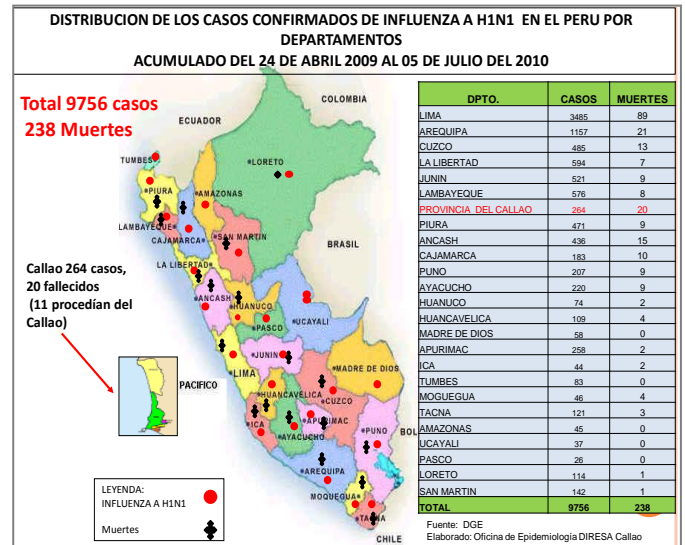 DISTRIBUCION DE LOS CASOS CONFIRMADOS DE INFLUENZA A H1N1 EN EL PERU POR
DEPARTAMENTOS
ACUMULADO DEL 24 DE ABRIL 2009 AL 05 DE JULIO DEL 2010
Total 9756 casos
238 Muertes
COLOMBIA
ECUADOR
TUMBES
LORETO
PIURA
AMAZONAS
LAMBAYEQUE
CAJAMARCA
SAN MARTIN
BRASIL
LA LIBERTAD
ANCASH
HUANUCO
UCAYALI
PASCO
JUNIN
LIMA
MADRE DE DIOS
HUANCAVÉLICA
CUZCO
ICA
APURIMAC
AYACUCHO
PUNO
BOL
AREQUIPA
MOQUEGUA
TACNA
CHILE
Callao 264 casos,
20 fallecidos
(11 procedían del
Callao)
PACIFICO
LEYENDA:
INFLUENZA A H1N1
Muertes
DPTO. CASOS MUERTES
LIMA 3485 89
AREQUIPA 1157 21
CUZCO 485 13
LA LIBERTAD 594 7
JUNIN 521 9
LAMBAYEQUE 576 8
PROVINCIA DEL CALLAO 264 20
PIURA 471 9
ANCASH 436 15
CAJAMARCA 183 10
PUNO 207 9
AYACUCHO 220 9
HUANUCO 74 2
HUANCAVELICA 109 4
MADRE DE DIOS 58 0
APURIMAC 258 2
ICA 44 2
TUMBES 83 0
MOGUEGUA 46 4
TACNA 121 3
AMAZONAS 45 0
UCAYALI 37 0
PASCO 26 0
LORETO 114 1
SAN MARTIN 142 1
TOTAL 9756 238
Fuente: DGE
Elaborado: Oficina de Epidemiología DIRESA Callao